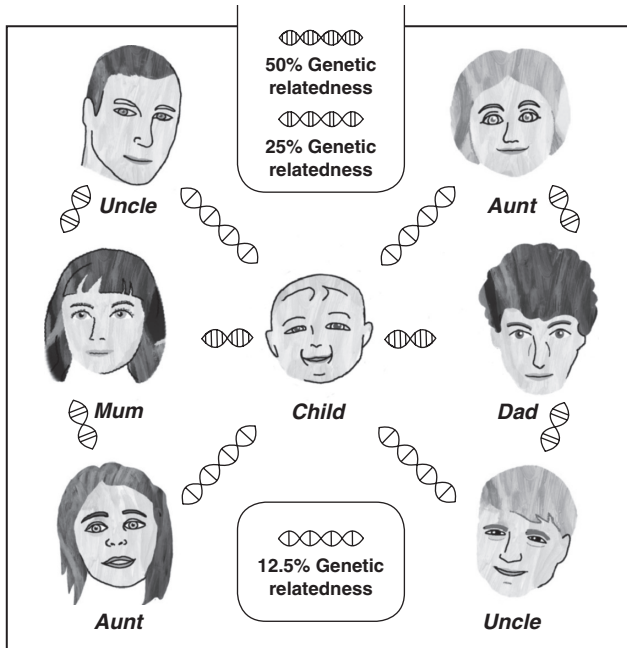 50% Genetic
relatedness
25% Genetic
relatedness
Uncle
Aunt
Mum
Child
Dad
12.5% Genetic
relatedness
Aunt
Uncle